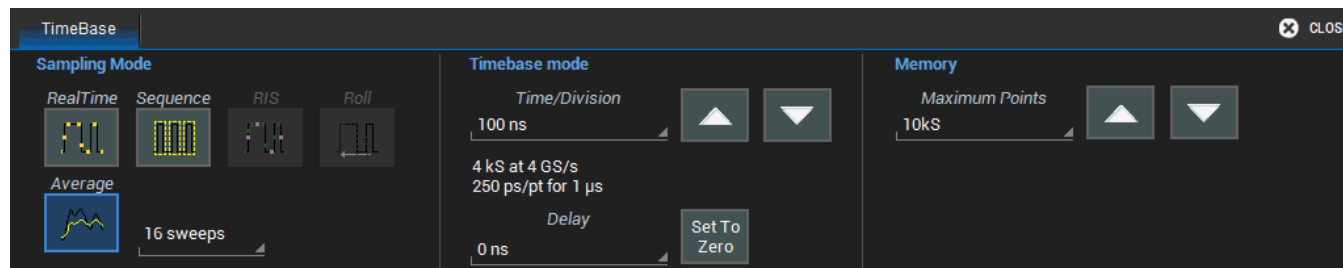 TimeBase
CLOS
Sampling Mode
RealTime Sequence RIS Roll
Average
16 sweeps
Timebase mode
Time/Division
100 ns
4 kS at 4 GS/s
250 ps/pt for 1 µs
Delay
0 ns
Set To
Zero
Memory
Maximum Points
10kS